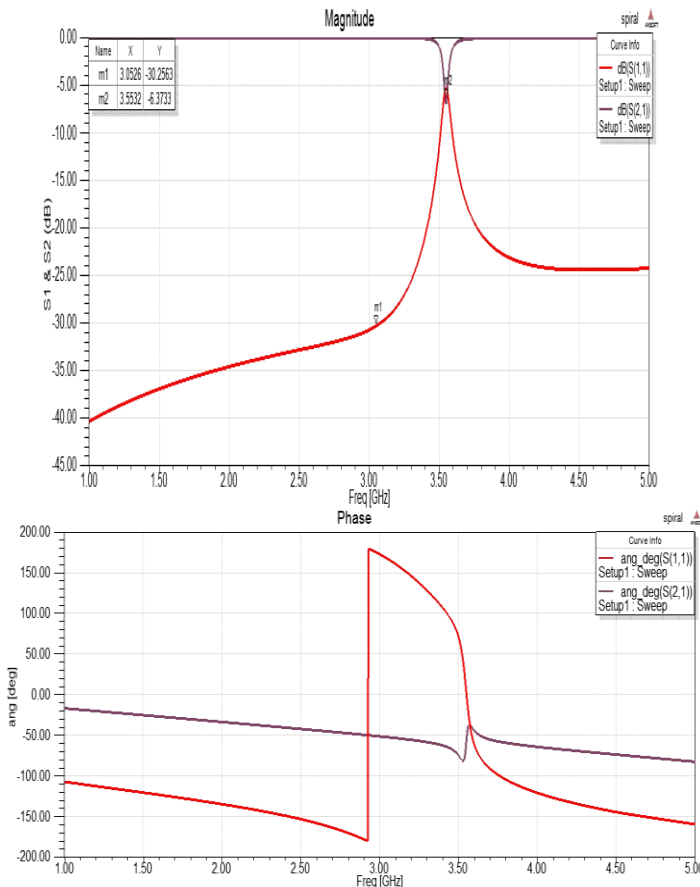 Magnitude
spiral
ANSOFT
0.00
-5.00
-10.00
-15.00
-20.00
-25.00
-30.00
-35.00
-40.00
-45.00
S1 & S2 (dB)
Name X Y
m1 3.0526 -30.2563
m2 3.5532 -6.3733
Curve Info
dB(S(1,1))
Setup1 : Sweep
dB(S(2,1))
Setup1 : Sweep
m2
m1
1.00 1.50 2.00 2.50 3.00 3.50 4.00 4.50 5.00
Freq [GHz]
Phase
spiral
200.00
150.00
100.00
50.00
0.00
-50.00
-100.00
-150.00
-200.00
ang [deg]
Curve Info
ang_deg(S(1,1))
Setup1 : Sweep
ang_deg(S(2,1))
Setup1 : Sweep
1.00 1.50 2.00 2.50 3.00 3.50 4.00 4.50 5.00
Freq [GHz]